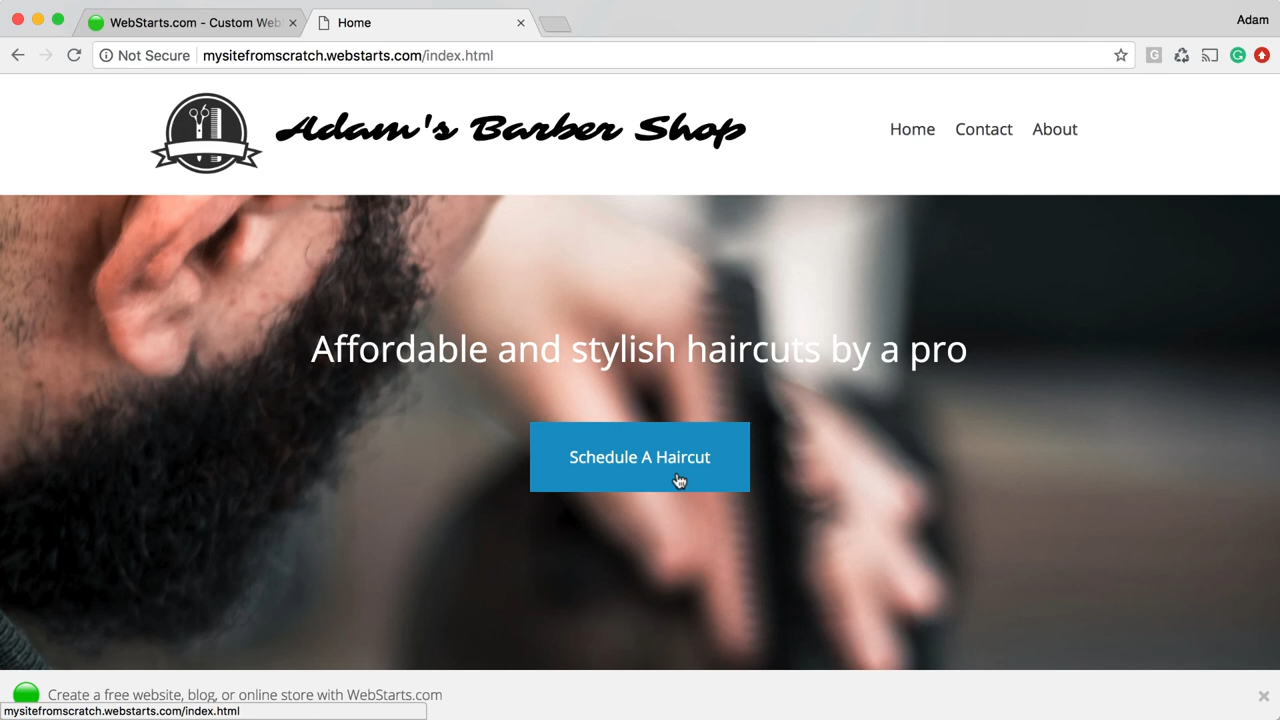 WebStarts.com - Custom Web
Home
Adam
Not Secure
mysitefromscratch.webstarts.com/index.html
G
Adam's Barber Shop
Home
Contact
About
Affordable and stylish haircuts by a pro
Schedule A Haircut
Create a free website, blog, or online store with WebStarts.com
mysitefromscratch.webstarts.com/index.html